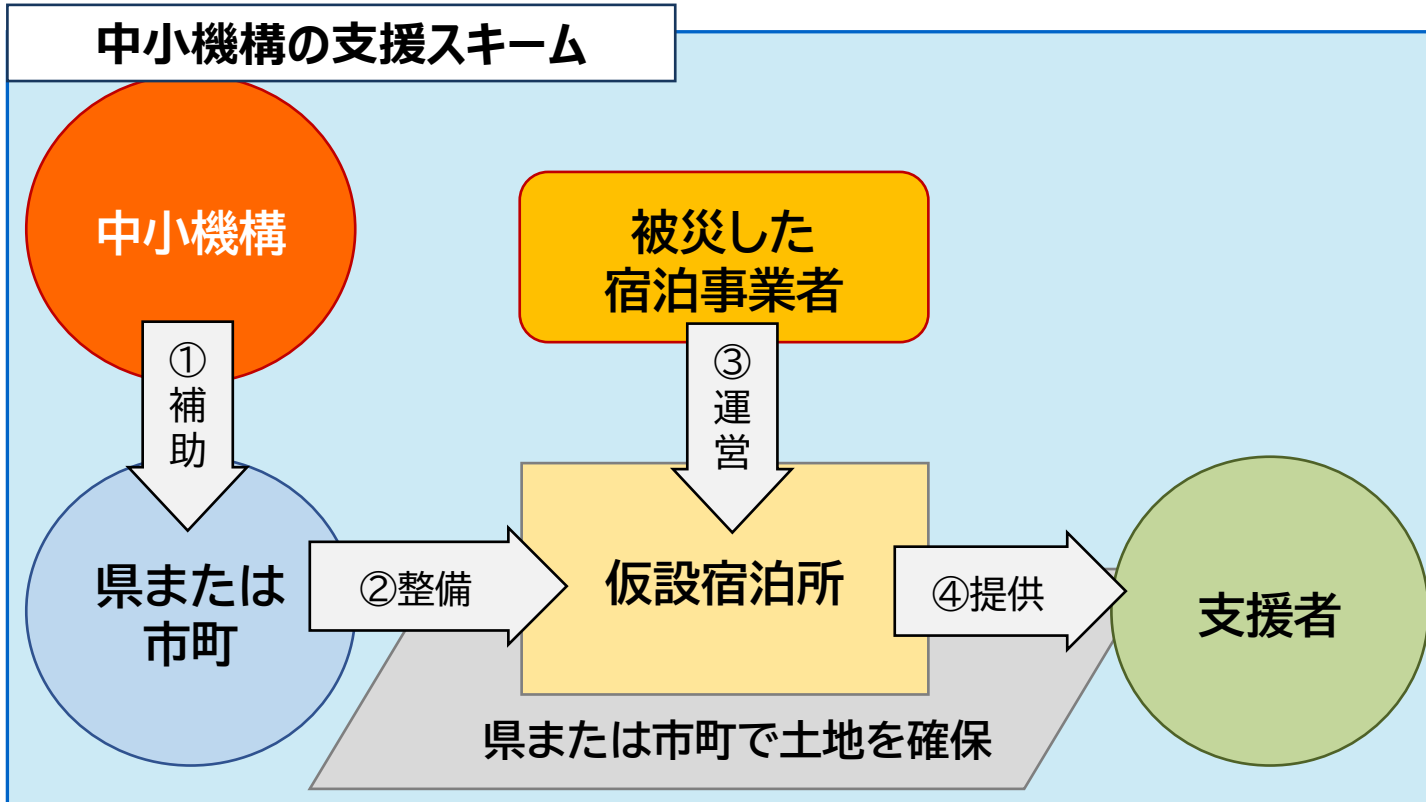 中小機構の支援スキーム
中小機構
被災した
宿泊事業者
①
補
助
③
運
営
県または
市町
②整備
仮設宿泊所
④提供
支援者
県または市町で土地を確保